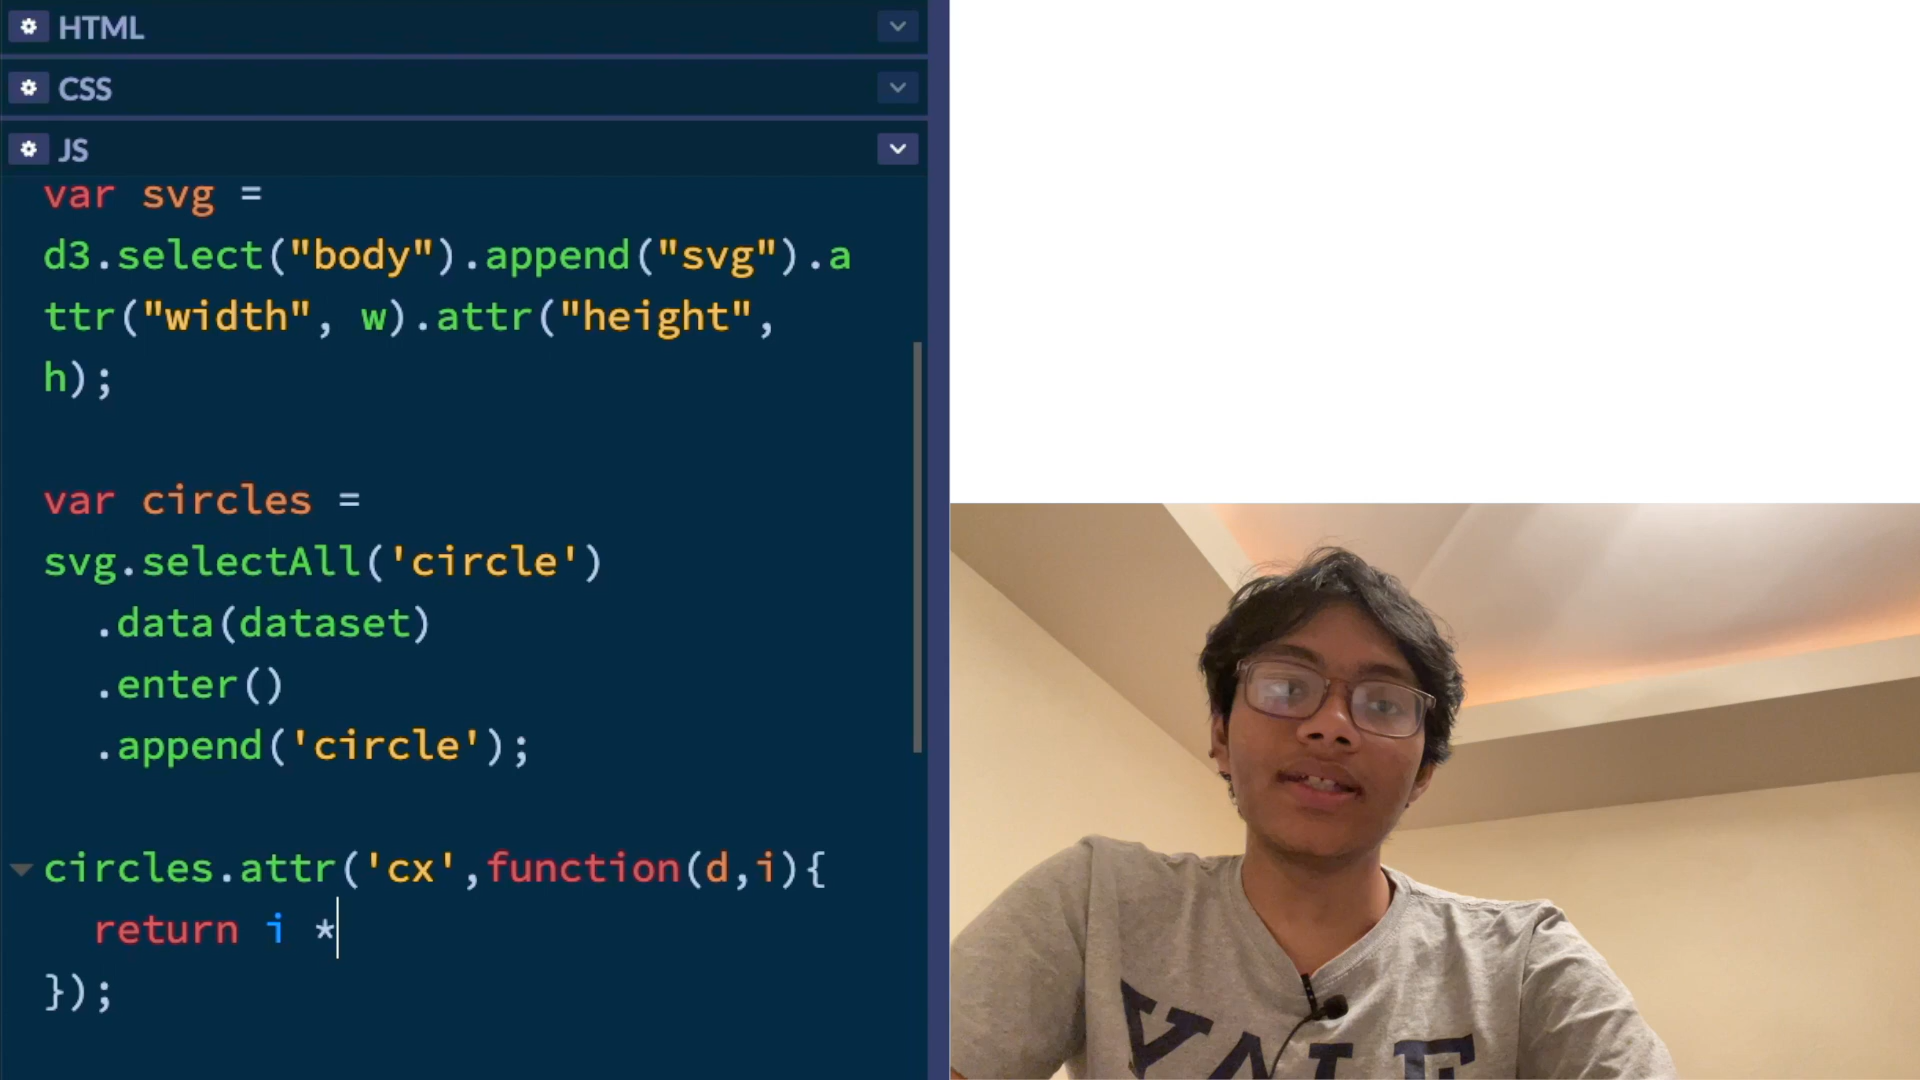 HTML
CSS
JS
var svg =
d3.select("body").append("svg").a
ttr("width", w).attr("height",
h);
var circles =
svg.selectAll('circle')
.data(dataset)
.enter()
.append('circle');
circles.attr('cx',function(d,i){
return i *
});
YALE